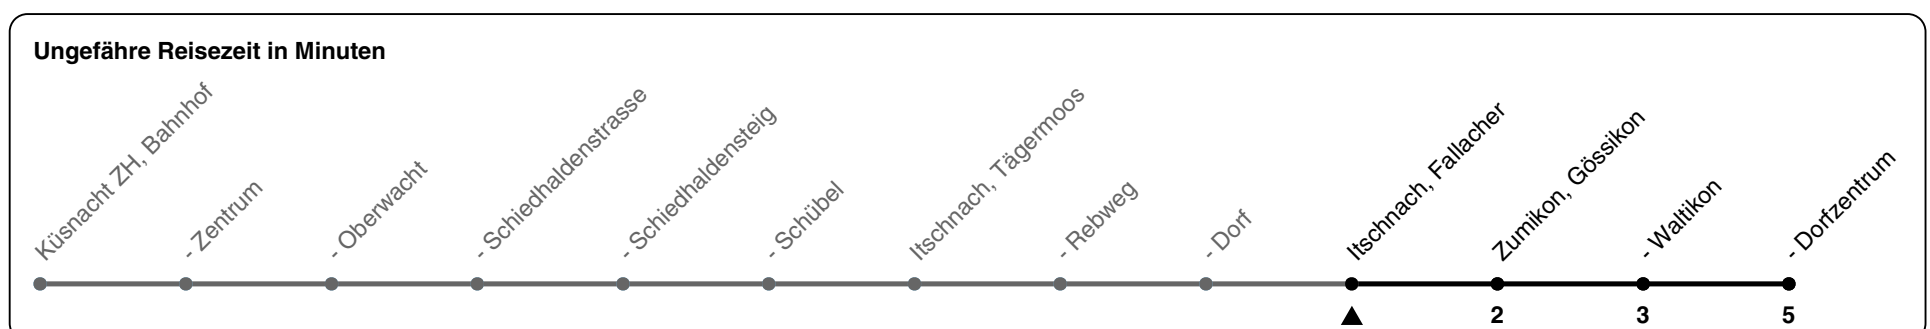 Ungefähre Reisezeit in Minuten
Küsnacht ZH, Bahnhof
- Zentrum
- Oberwacht
- Schiedhaldenstrasse
- Schiedhaldensteig
- Schübel
Itschnach, Tägermoos
- Rebweg
- Dorf
Itschnach, Fallacher
Zumikon, Gössikon
- Waltikon
- Dorfzentrum
2 3 5